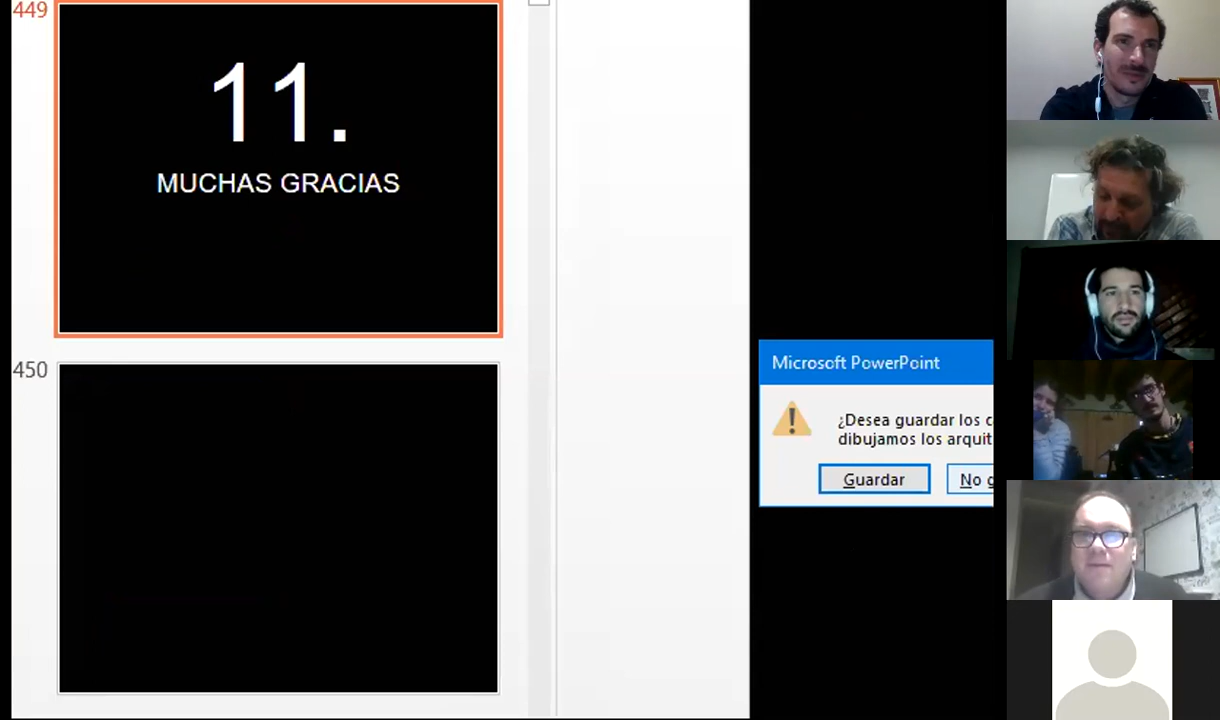 449
11.
MUCHAS GRACIAS
450
Microsoft PowerPoint
¿Desea guardar los
dibujamos los
Guardar
No